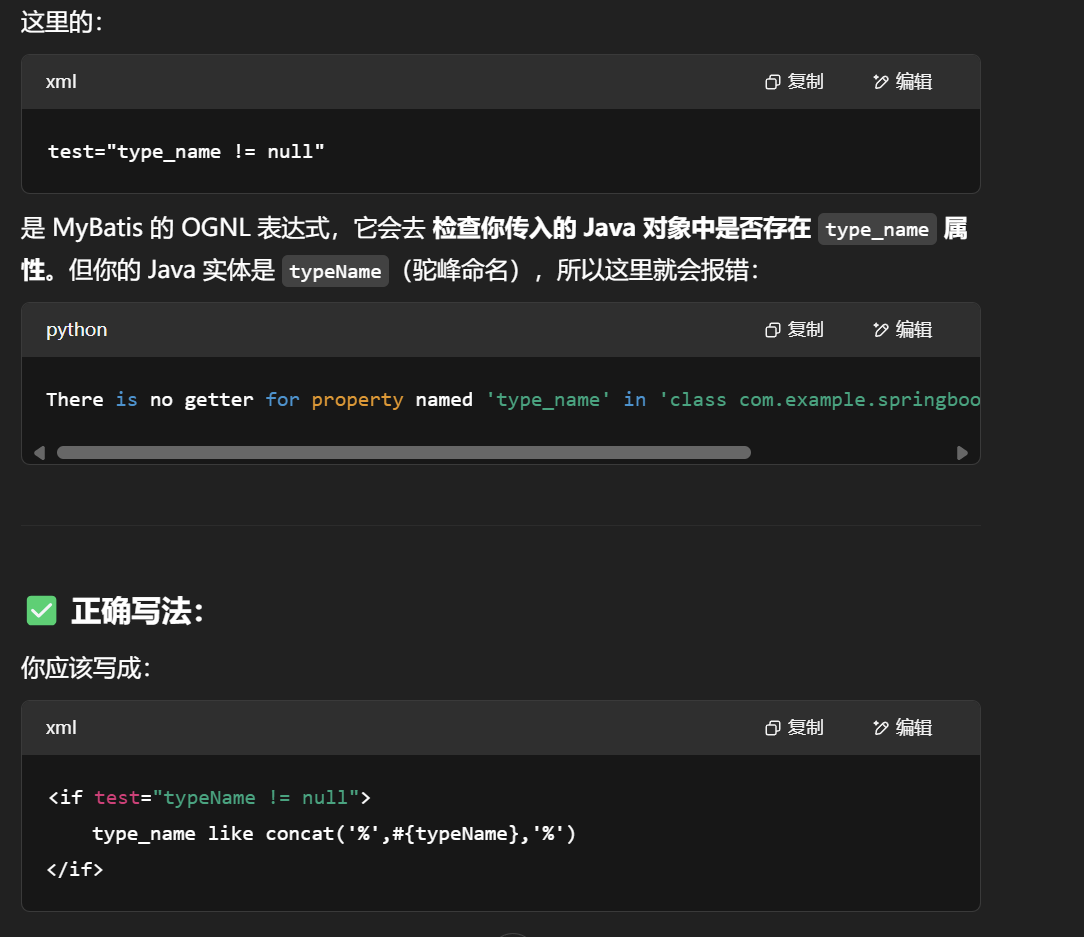 这里的：
xml 复制 编辑
test="type_name != null"
是 MyBatis 的 OGNL 表达式，它会去 检查你传入的 Java 对象中是否存在 type_name 属
性。但你的 Java 实体是 typeName（驼峰命名），所以这里就会报错：
python 复制 编辑
There is no getter for property named 'type_name' in 'class com.example.springboo
✅ 正确写法：
你应该写成：
xml 复制 编辑
<if test="typeName != null">
    type_name like concat('%',#{typeName},'%')
</if>